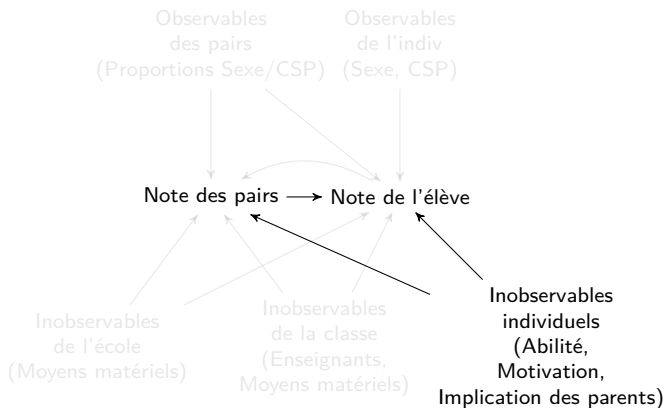 Observables
des pairs
(Proportions Sexe/CSP)
Observables
de l'indiv
(Sexe, CSP)
Note des pairs
Note de l'élève
Inobservables
de l'école
(Moyens matériels)
Inobservables
de la classe
(Enseignants,
Moyens matériels)
Inobservables
individuels
(Abilité,
Motivation,
Implication des parents)